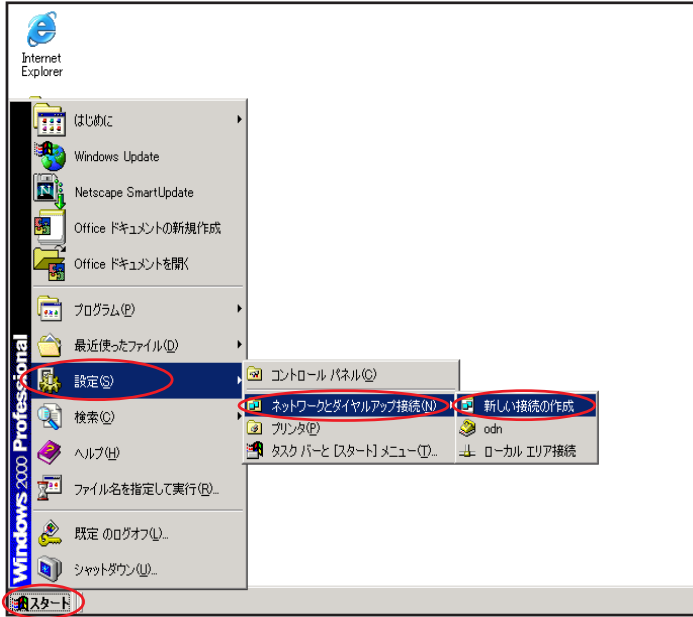 Internet
Explorer
はじめに
Windows Update
Netscape SmartUpdate
Office ドキュメントの新規作成
Office ドキュメントを開く
プログラム(P)
最近使ったファイル(D)
設定(S)
検索(C)
ヘルプ(H)
ファイル名を指定して実行(R)...
既定 のログオフ(L)...
シャットダウン(U)...
Windows 2000 Professional
コントロール パネル(C)
ネットワークとダイヤルアップ接続(N)
プリンタ(P)
タスク バーと [スタート] メニュー(T)...
新しい接続の作成
odn
ローカル エリア接続
スタート